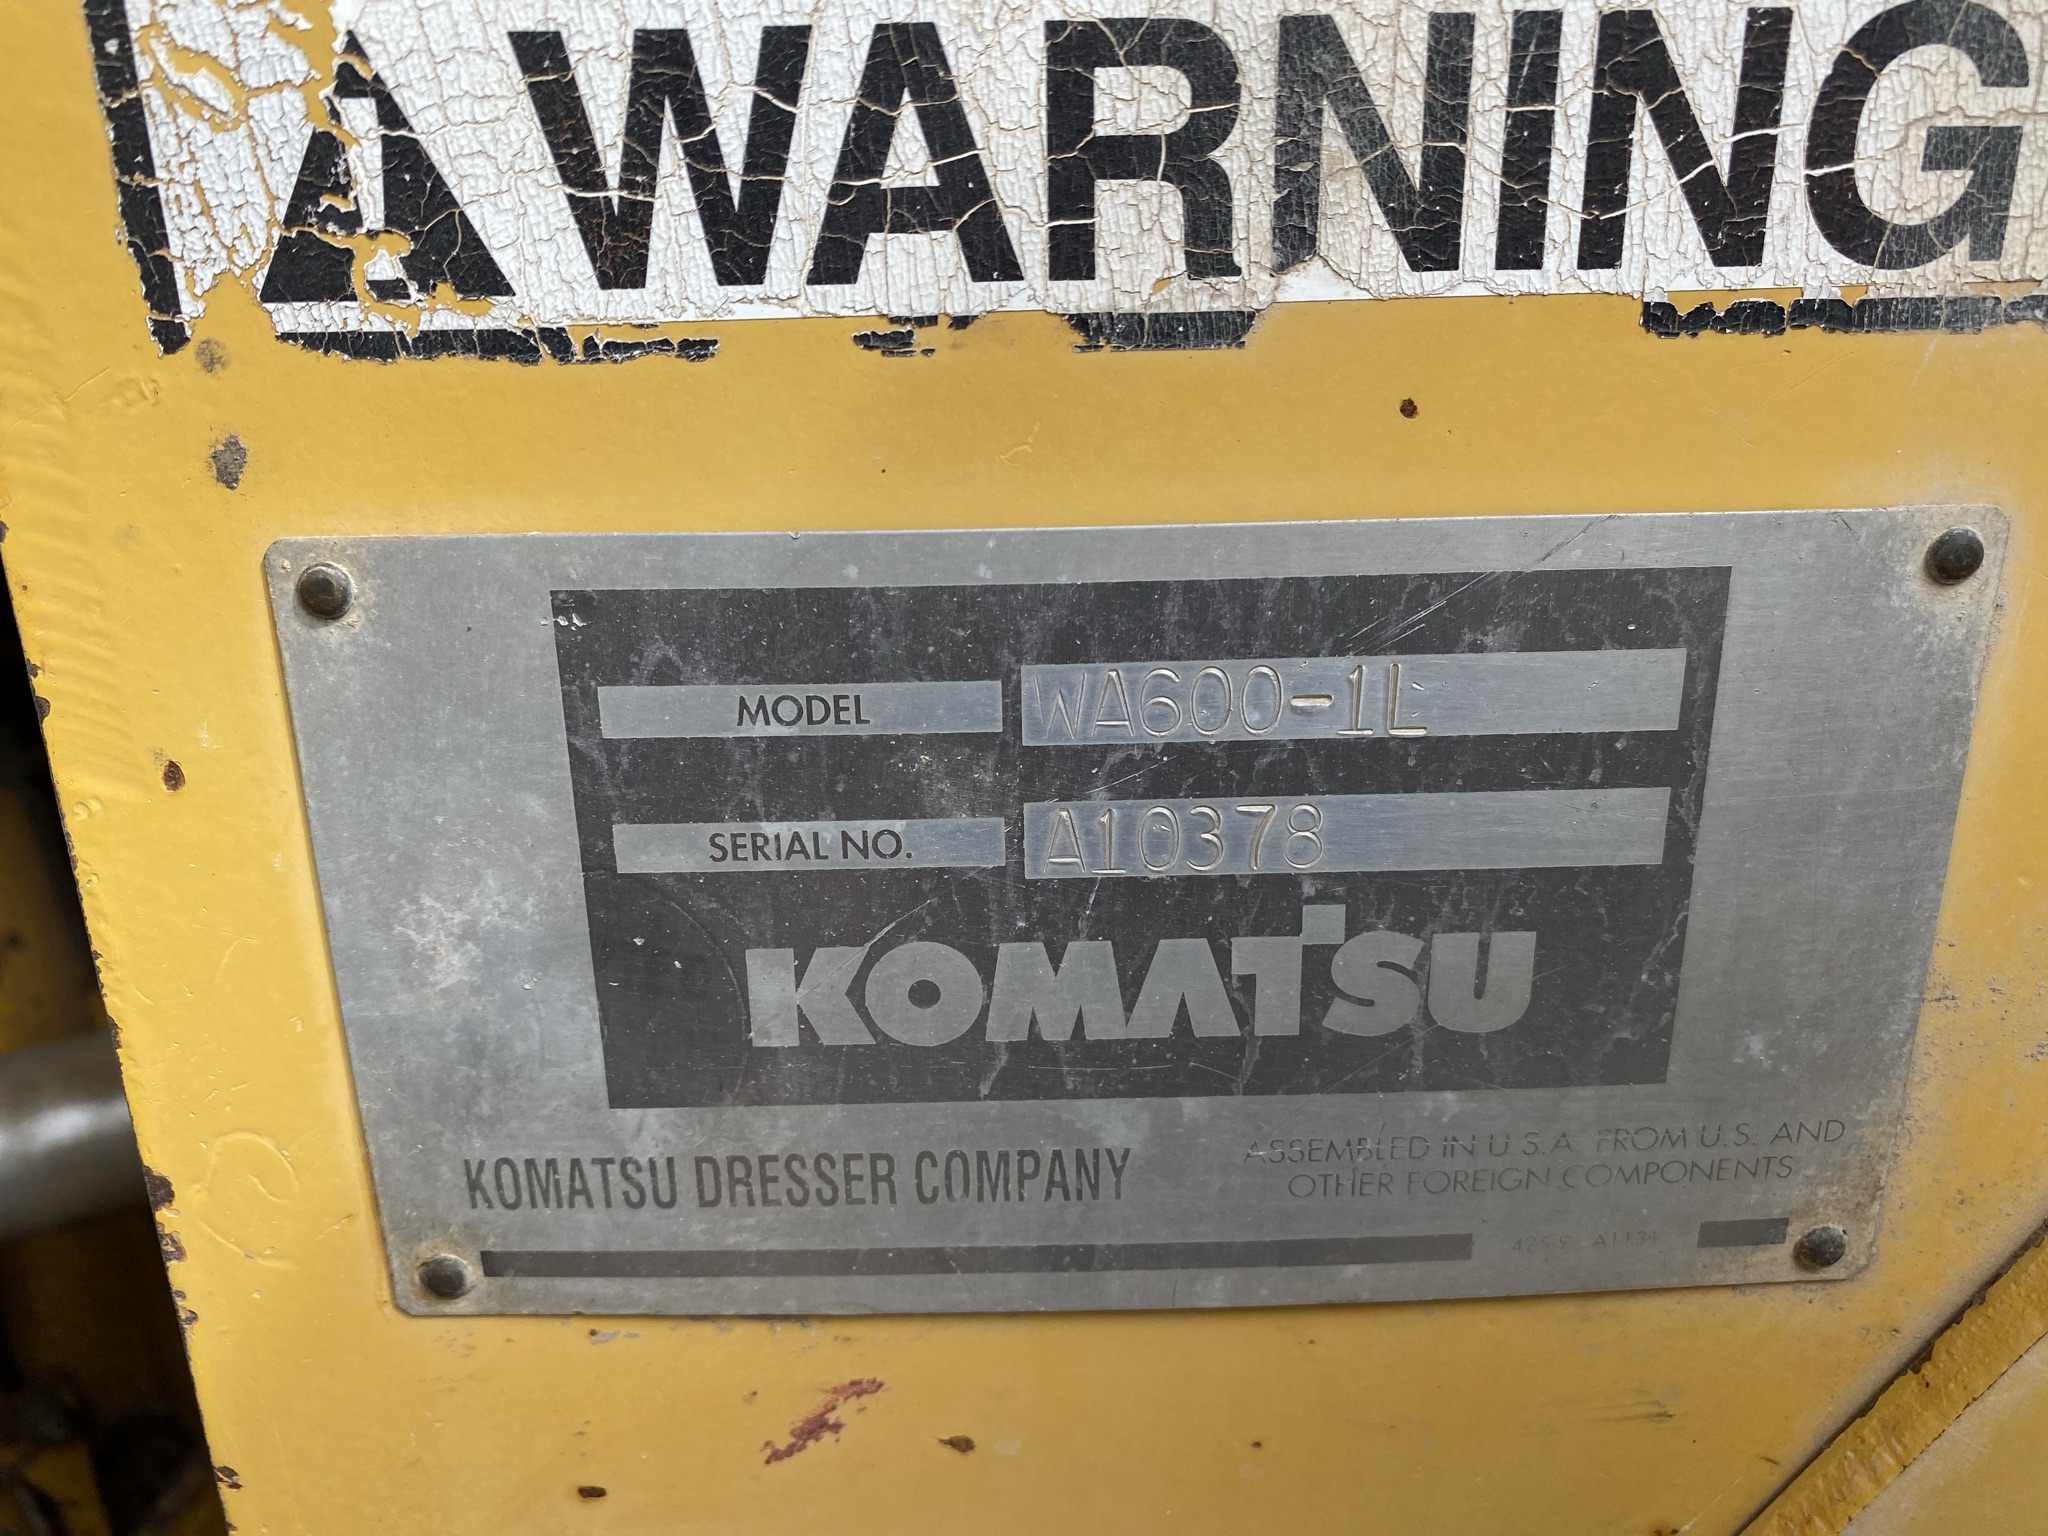 WARNING
MODEL WA600-1L
SERIAL NO. A10378
KOMATSU
KOMATSU DRESSER COMPANY
ASSEMBLED IN U.S.A. FROM U.S. AND
OTHER FOREIGN COMPONENTS